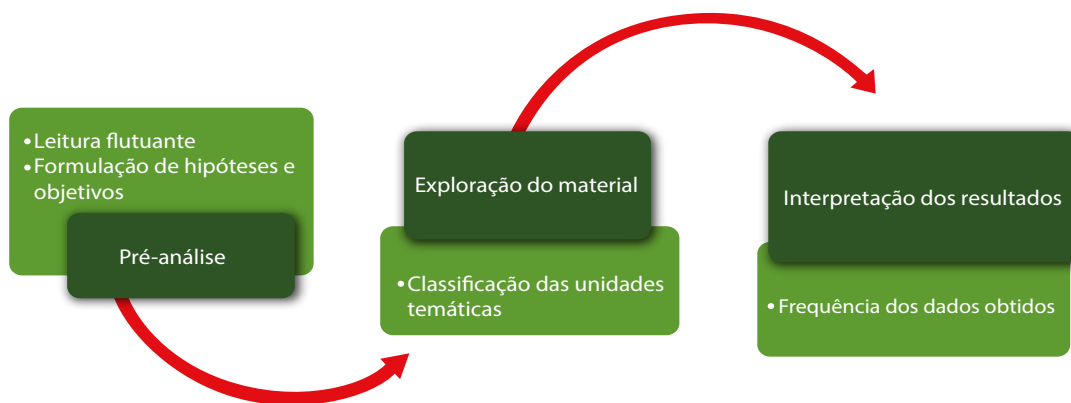 •Leitura flutuante
•Formulação de hipóteses e
objetivos
Pré-análise
Exploração do material
•Classificação das unidades
temáticas
Interpretação dos resultados
•Frequência dos dados obtidos